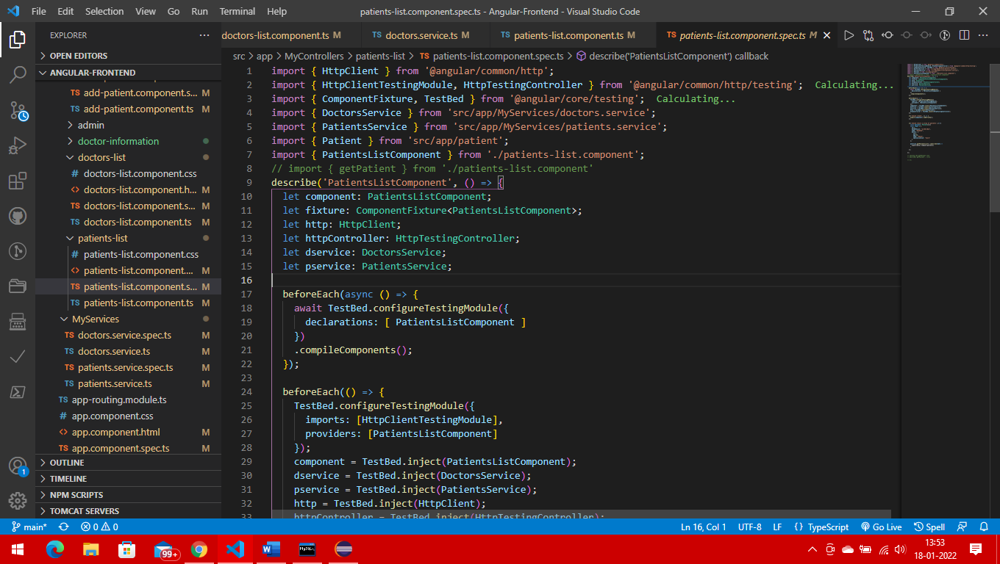 File Edit Selection View Go Run Terminal Help patients-list.component.spec.ts - Angular-Frontend - Visual Studio Code
EXPLORER
doctors-list.component.ts M TS doctors.service.ts M TS patients-list.component.ts M TS patients-list.component.spec.ts M
src > app > MyControllers > patients-list > TS patients-list.component.spec.ts > describe('PatientsListComponent') callback
OPEN EDITORS
ANGULAR-FRONTEND
TS add-patient.component.s... M
TS add-patient.component.ts M
admin
doctor-information
doctors-list
# doctors-list.component.css
<> doctors-list.component.h... M
TS doctors-list.component.s... M
TS doctors-list.component.ts M
patients-list
# patients-list.component.css
<> patients-list.component.... M
TS patients-list.component.s... M
TS patients-list.component.ts M
MyServices
TS doctors.service.spec.ts M
TS doctors.service.ts M
TS patients.service.spec.ts M
TS patients.service.ts M
TS app-routing.module.ts
# app.component.css
<> app.component.html M
TS app.component.spec.ts M
OUTLINE
TIMELINE
NPM SCRIPTS
TOMCAT SERVERS
1 import { HttpClient } from '@angular/common/http';
2 import { HttpClientTestingModule, HttpTestingController } from '@angular/common/http/testing'; Calculating...
3 import { ComponentFixture, TestBed } from '@angular/core/testing'; Calculating...
4 import { DoctorsService } from 'src/app/MyServices/doctors.service';
5 import { PatientsService } from 'src/app/MyServices/patients.service';
6 import { Patient } from 'src/app/patient';
7 import { PatientsListComponent } from './patients-list.component';
8 // import { getPatient } from './patients-list.component'
9 describe('PatientsListComponent', () => {
10 let component: PatientsListComponent;
11 let fixture: ComponentFixture<PatientsListComponent>;
12 let http: HttpClient;
13 let httpController: HttpTestingController;
14 let dservice: DoctorsService;
15 let pservice: PatientsService;
16
17 beforeEach(async () => {
18 await TestBed.configureTestingModule({
19 declarations: [ PatientsListComponent ]
20 })
21 .compileComponents();
22 });
23
24 beforeEach(() => {
25 TestBed.configureTestingModule({
26 imports: [HttpClientTestingModule],
27 providers: [PatientsListComponent]
28 });
29 component = TestBed.inject(PatientsListComponent);
30 dservice = TestBed.inject(DoctorsService);
31 pservice = TestBed.inject(PatientsService);
32 http = TestBed.inject(HttpClient);
33 httpController = TestBed.inject(HttpTestingController);
1
main* 0 0 Ln 16, Col 1 UTF-8 LF {} TypeScript Go Live Spell
99+ W MySQL 13:53
18-01-2022